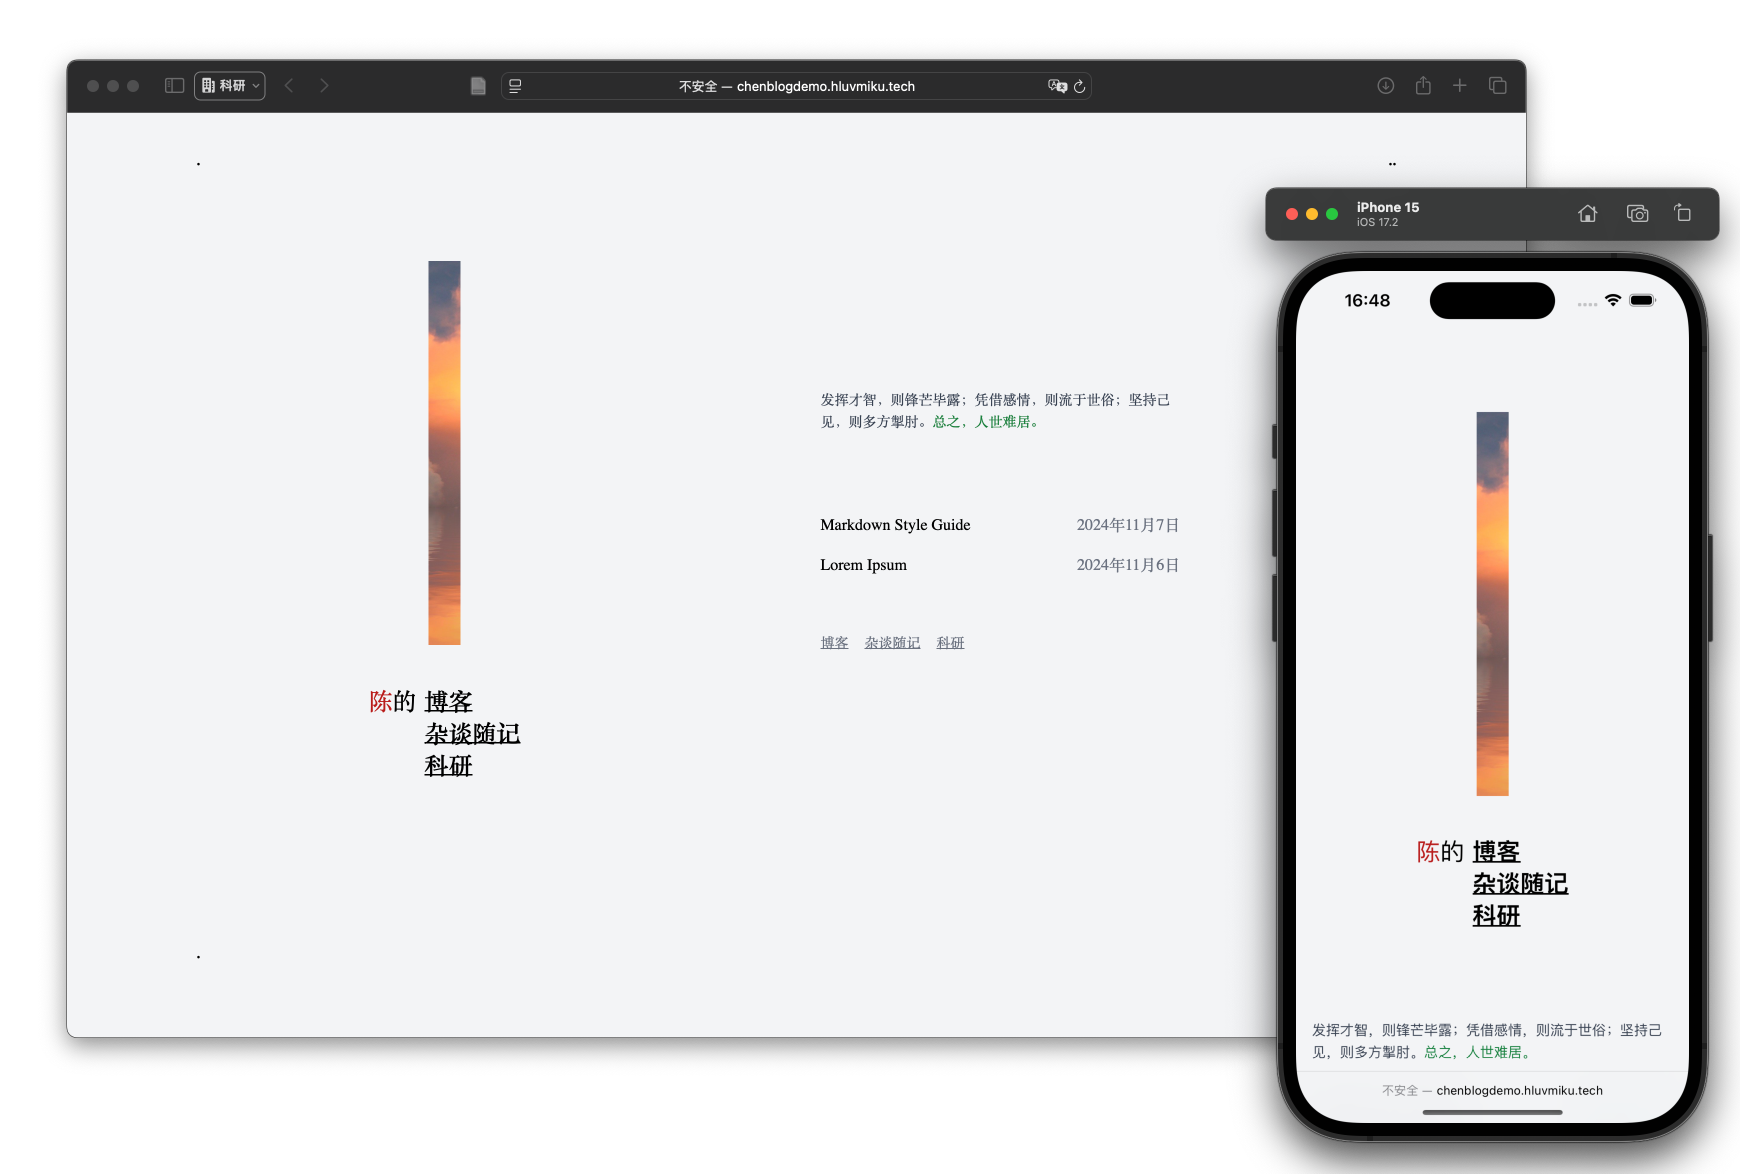 科研
不安全 — chenblogdemo.hluvmiku.tech
发挥才智，则锋芒毕露；凭借感情，则流于世俗；坚持己
见，则多方掣肘。总之，人世难居。
Markdown Style Guide 2024年11月7日
Lorem Ipsum 2024年11月6日
博客 杂谈随记 科研
陈的 博客
杂谈随记
科研
iPhone 15
iOS 17.2
16:48
陈的 博客
杂谈随记
科研
发挥才智，则锋芒毕露；凭借感情，则流于世俗；坚持己
见，则多方掣肘。总之，人世难居。
不安全 — chenblogdemo.hluvmiku.tech